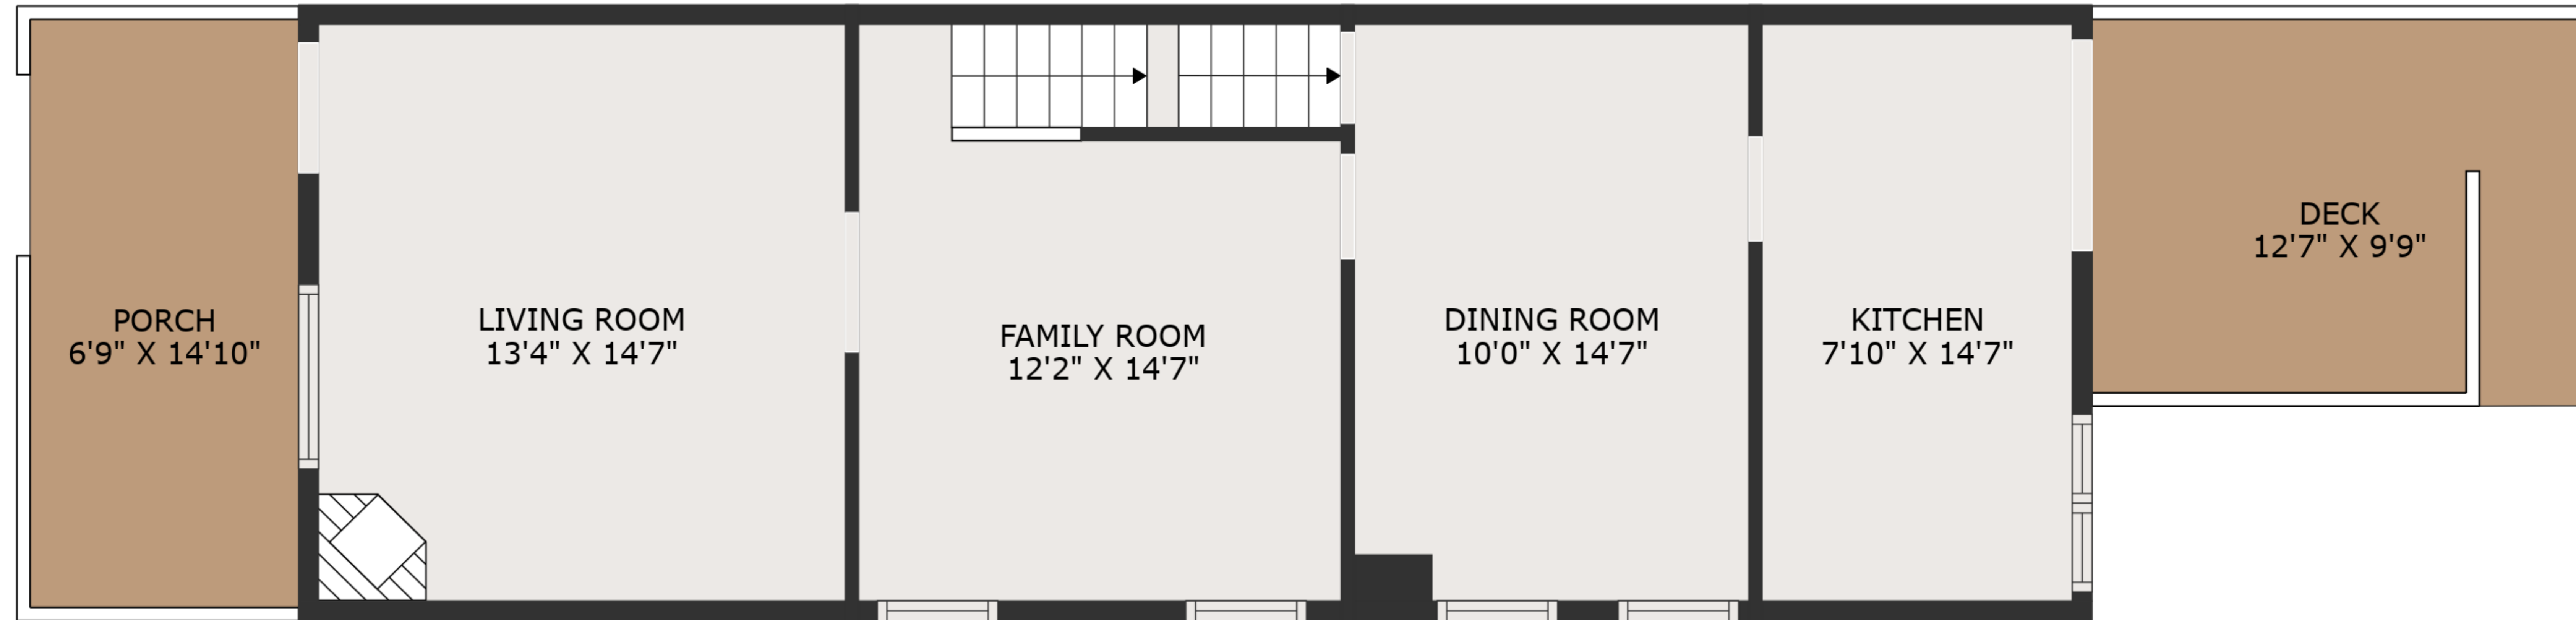 PORCH
6'9" X 14'10"
LIVING ROOM
13'4" X 14'7"
FAMILY ROOM
12'2" X 14'7"
DINING ROOM
10'0" X 14'7"
KITCHEN
7'10" X 14'7"
DECK
12'7" X 9'9"